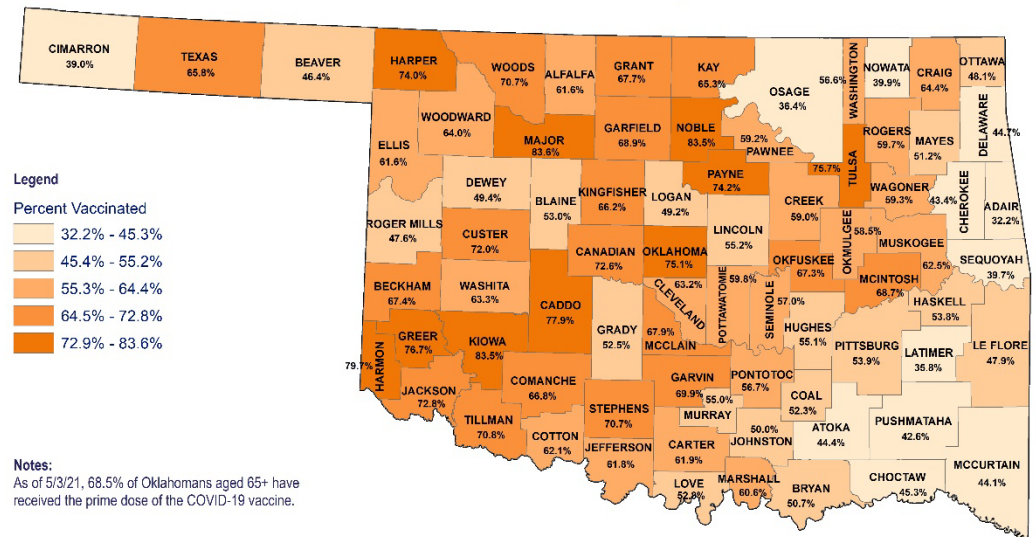 CIMARRON
39.0%
TEXAS
65.8%
BEAVER
46.4%
HARPER
74.0%
WOODS
70.7%
ALFALFA
61.6%
GRANT
67.7%
KAY
65.3%
OSAGE
36.4%
WASHINGTON
56.6%
NOWATA
39.9%
CRAIG
64.4%
OTTAWA
48.1%
DELAWARE
44.7%
WOODWARD
64.0%
ELLIS
61.6%
MAJOR
83.6%
GARFIELD
68.9%
NOBLE
83.5%
59.2%
PAWNEE
ROGERS
59.7%
MAYES
51.2%
TULSA
75.7%
PAYNE
74.2%
Legend
Percent Vaccinated
32.2% - 45.3%
45.4% - 55.2%
55.3% - 64.4%
64.5% - 72.8%
72.9% - 83.6%
DEWEY
49.4%
BLAINE
53.0%
KINGFISHER
66.2%
LOGAN
49.2%
CREEK
59.0%
WAGONER
59.3%
CHEROKEE
43.4%
ADAIR
32.2%
ROGER MILLS
47.6%
CUSTER
72.0%
CANADIAN
72.6%
OKLAHOMA
75.1%
LINCOLN
55.2%
OKFUSKEE
67.3%
OKMULGEE
58.5%
MUSKOGEE
62.5%
SEQUOYAH
39.7%
MCINTOSH
68.7%
BECKHAM
67.4%
WASHITA
63.3%
CADDO
77.9%
GRADY
52.5%
63.2%
CLEVELAND
POTTAWATOMIE
59.8%
SEMINOLE
57.0%
HUGHES
55.1%
HASKELL
53.8%
PITTSBURG
53.9%
LATIMER
35.8%
LE FLORE
47.9%
HARMON
79.7%
GREER
76.7%
KIOWA
83.5%
67.9%
MCCLAIN
JACKSON
72.8%
COMANCHE
66.8%
GARVIN
69.9%
PONTOTOC
56.7%
COAL
52.3%
TILLMAN
70.8%
COTTON
62.1%
STEPHENS
70.7%
55.0%
MURRAY
50.0%
JOHNSTON
ATOKA
44.4%
PUSHMATAHA
42.6%
JEFFERSON
61.8%
CARTER
61.9%
LOVE
52.8%
MARSHALL
60.6%
BRYAN
50.7%
CHOCTAW
45.3%
MCCURTAIN
44.1%
Notes:
As of 5/3/21, 68.5% of Oklahomans aged 65+ have
received the prime dose of the COVID-19 vaccine.